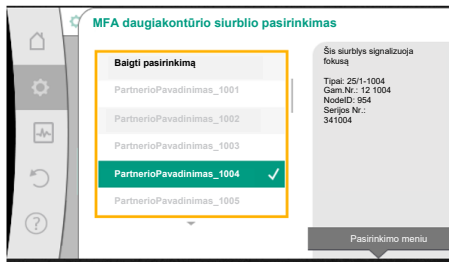 MFA daugiakontūrio siurblio pasirinkimas
Baigti pasirinkimą
PartnerioPavadinimas_1001
PartnerioPavadinimas_1002
PartnerioPavadinimas_1003
PartnerioPavadinimas_1004
PartnerioPavadinimas_1005
Šis siurblys signalizuoja
fokusą
Tipai: 25/1-1004
Gam.Nr.: 12 1004
NodeID: 954
Serijos Nr.:
341004
Pasirinkimo meniu